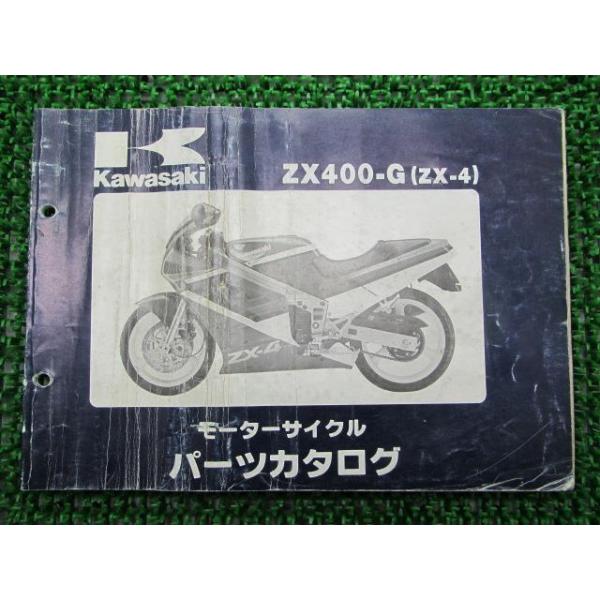 Kawasaki
ZX400-G (ZX-4)
ZX-4
モーターサイクル
パーツカタログ